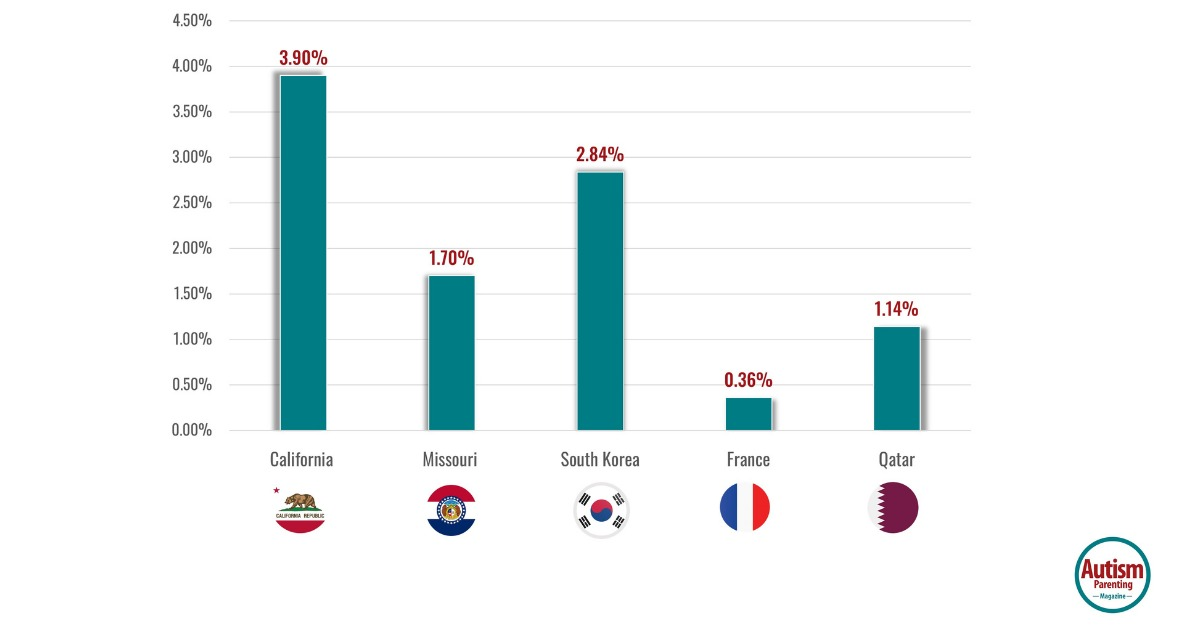 4.50%
4.00%
3.50%
3.00%
2.50%
2.00%
1.50%
1.00%
0.50%
0.00%
3.90%
1.70%
2.84%
0.36%
1.14%
California
Missouri
South Korea
France
Qatar
CALIFORNIA REPUBLIC
Autism
Parenting
Magazine